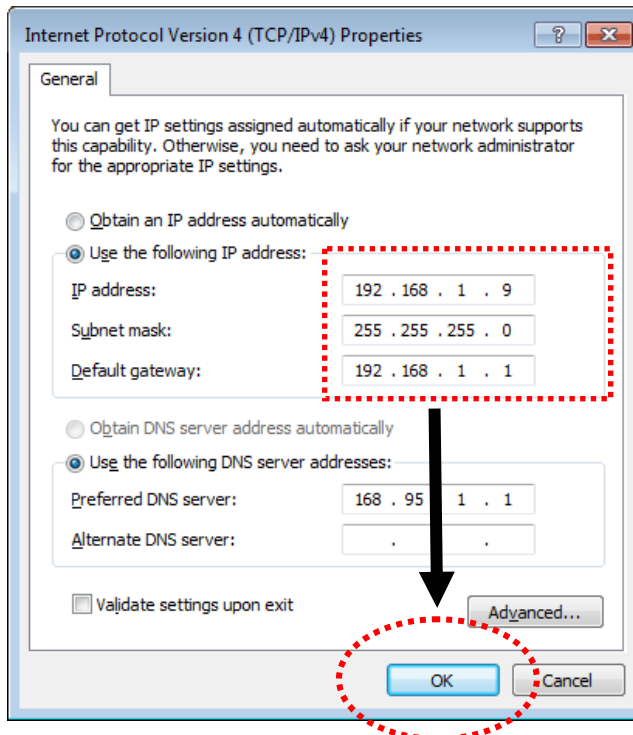 Internet Protocol Version 4 (TCP/IPv4) Properties
General
You can get IP settings assigned automatically if your network supports
this capability. Otherwise, you need to ask your network administrator
for the appropriate IP settings.
Obtain an IP address automatically
Use the following IP address:
IP address: 192 . 168 . 1 . 9
Subnet mask: 255 . 255 . 255 . 0
Default gateway: 192 . 168 . 1 . 1
Obtain DNS server address automatically
Use the following DNS server addresses:
Preferred DNS server: 168 . 95 . 1 . 1
Alternate DNS server: . . .
Validate settings upon exit
Advanced...
OK Cancel